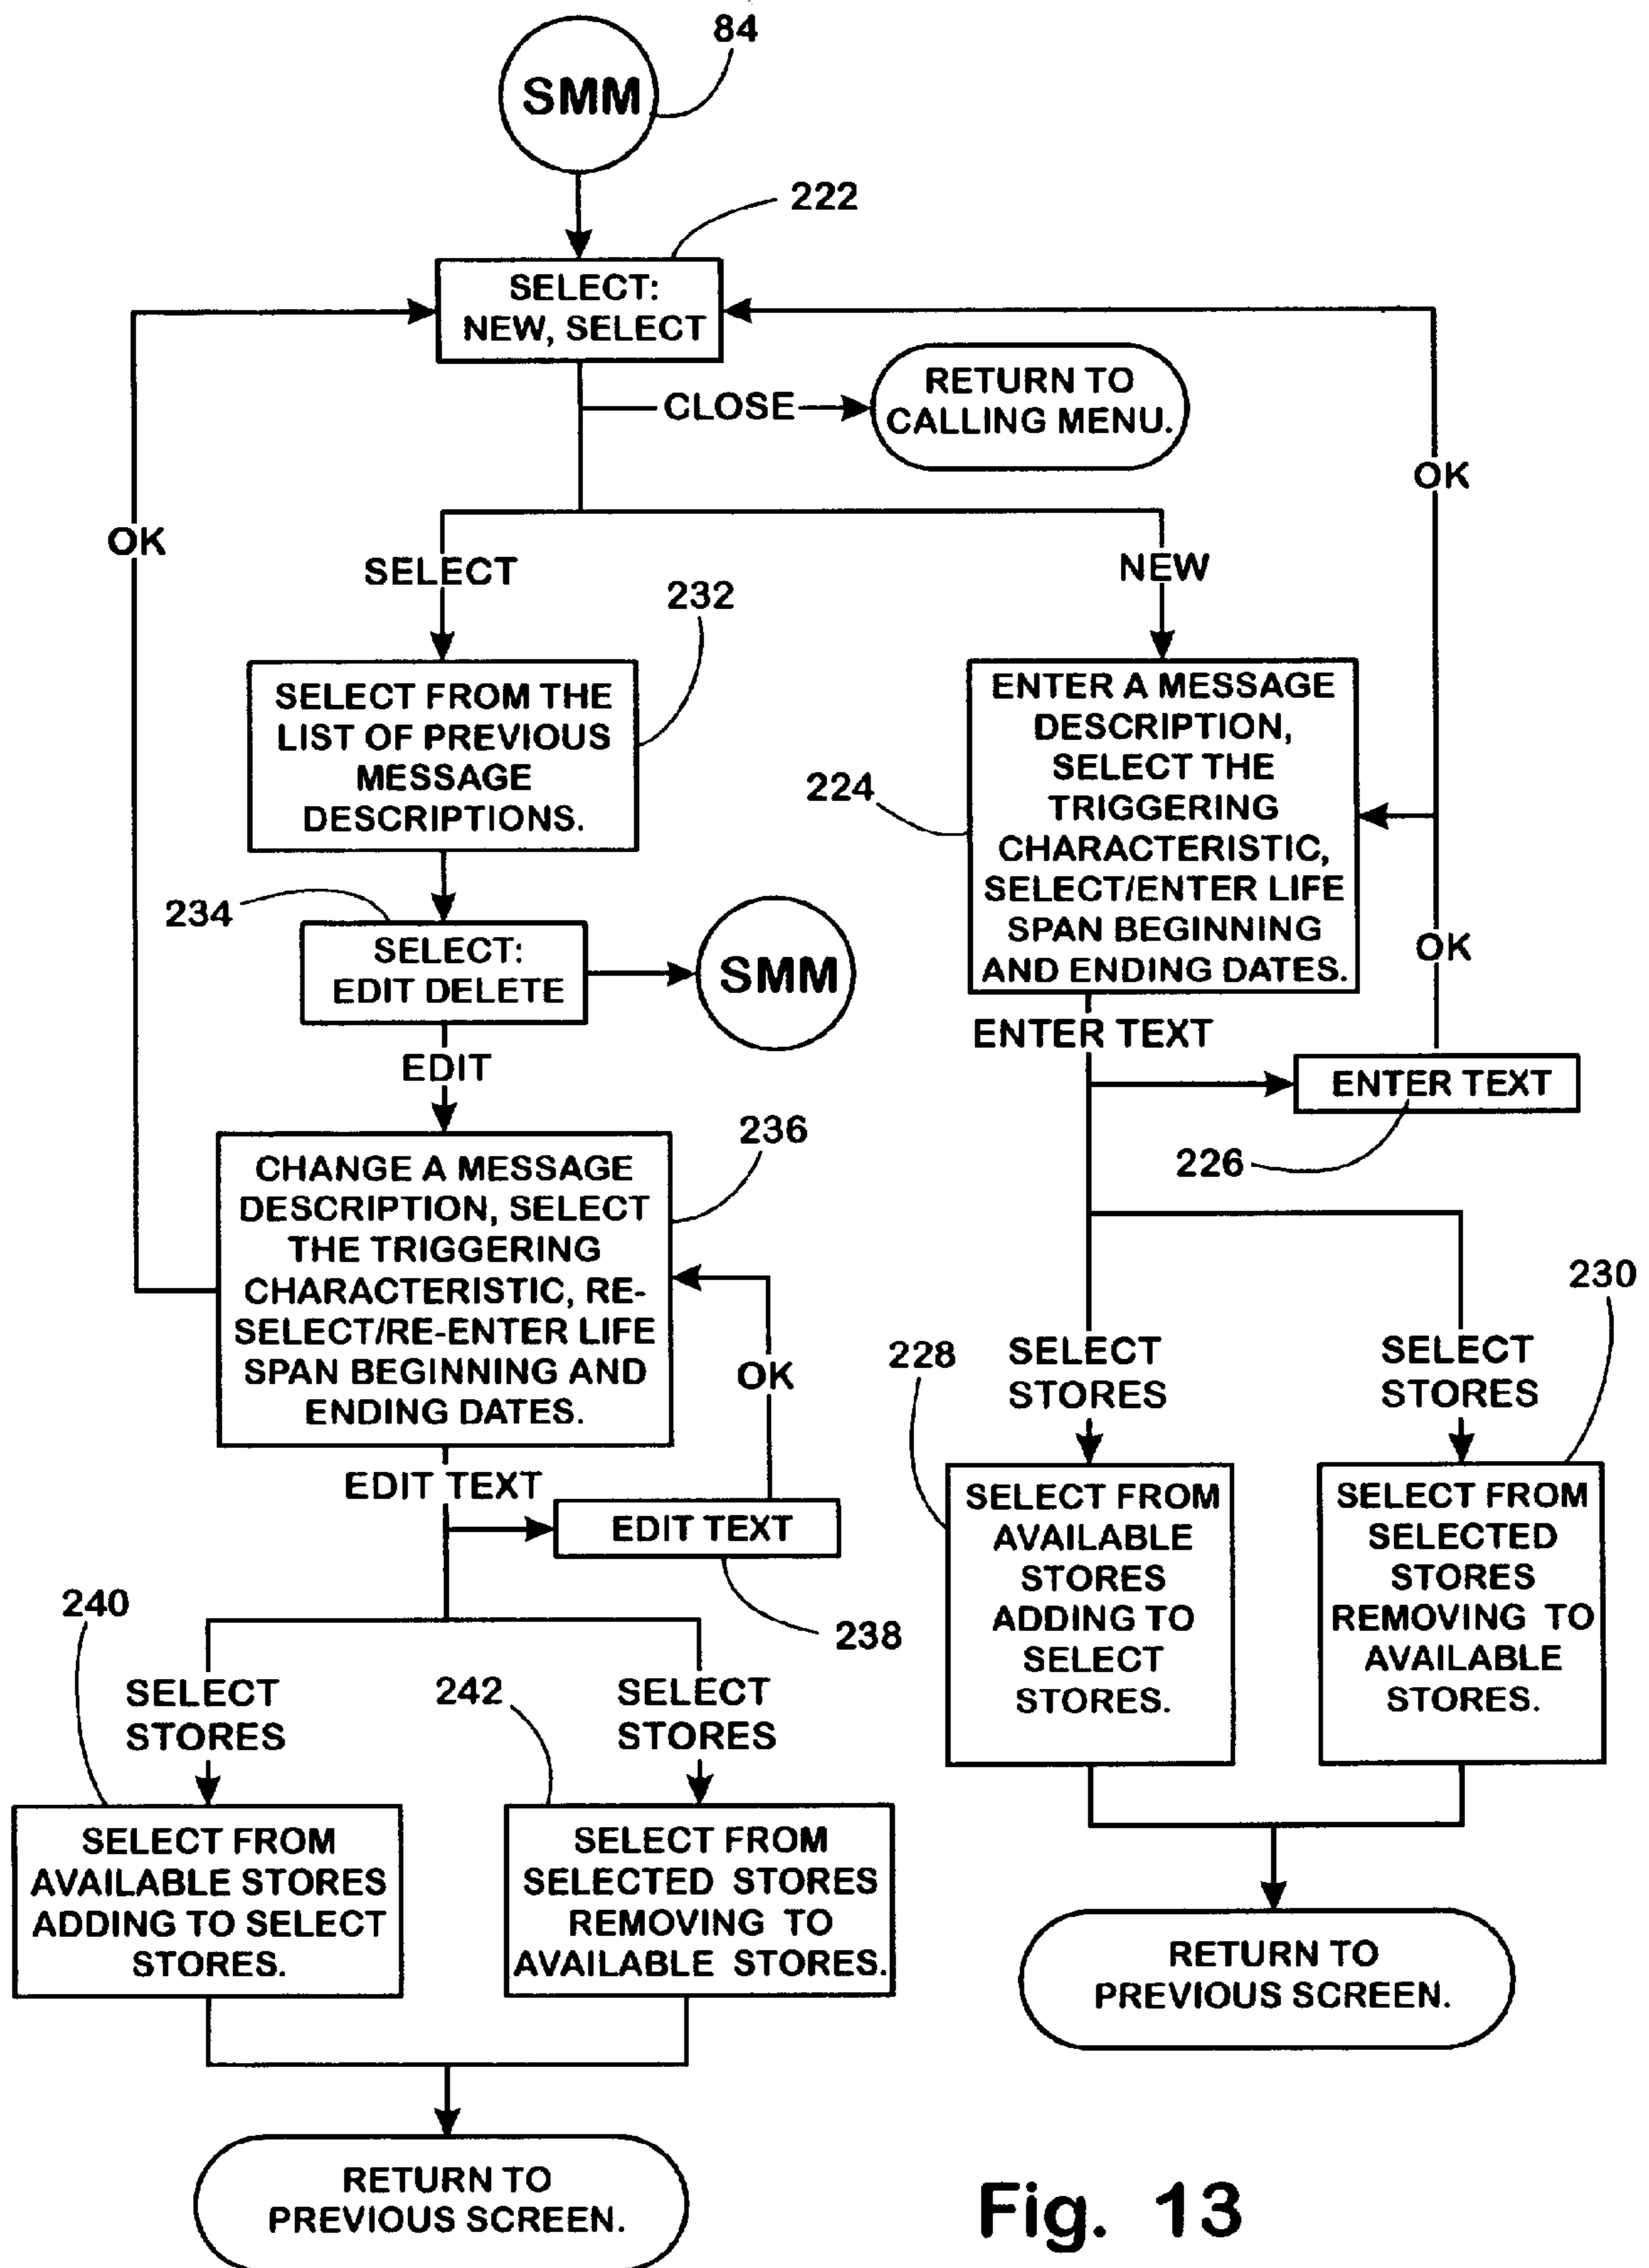 84
SMM
222
SELECT:
NEW, SELECT
RETURN TO
CALLING MENU.
CLOSE
OK
OK
SELECT
NEW
232
SELECT FROM THE
LIST OF PREVIOUS
MESSAGE
DESCRIPTIONS.
224
ENTER A MESSAGE
DESCRIPTION,
SELECT THE
TRIGGERING
CHARACTERISTIC,
SELECT/ENTER LIFE
SPAN BEGINNING
AND ENDING DATES.
234
SELECT:
EDIT DELETE
SMM
OK
EDIT
ENTER TEXT
ENTER TEXT
226
236
CHANGE A MESSAGE
DESCRIPTION, SELECT
THE TRIGGERING
CHARACTERISTIC, RE-
SELECT/RE-ENTER LIFE
SPAN BEGINNING AND
ENDING DATES.
OK
EDIT TEXT
EDIT TEXT
238
228
SELECT
STORES
230
SELECT
STORES
SELECT FROM
AVAILABLE
STORES
ADDING TO
SELECT
STORES.
SELECT FROM
SELECTED
STORES
REMOVING TO
AVAILABLE
STORES.
240
SELECT
STORES
242
SELECT
STORES
SELECT FROM
AVAILABLE STORES
ADDING TO SELECT
STORES.
SELECT FROM
SELECTED STORES
REMOVING TO
AVAILABLE STORES.
RETURN TO
PREVIOUS SCREEN.
RETURN TO
PREVIOUS SCREEN.
Fig. 13